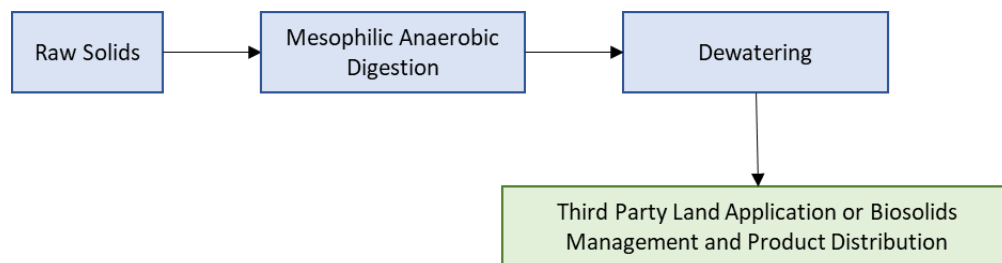 Raw Solids
Mesophilic Anaerobic
Digestion
Dewatering
Third Party Land Application or Biosolids
Management and Product Distribution